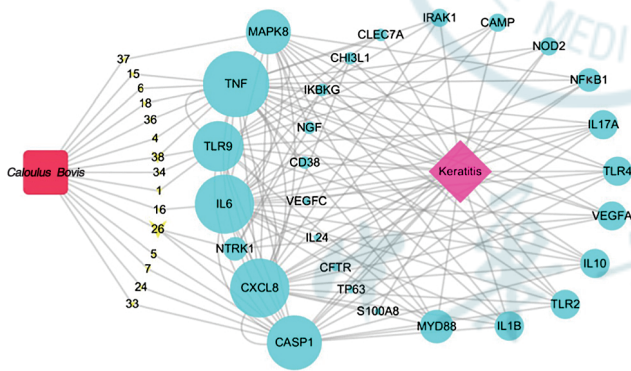 MAPK8
IRAK1
CAMP
CLEC7A
NOD2
CHI3L1
NFκB1
TNF
IKBKG
IL17A
NGF
TLR9
CD38
Keratitis
TLR4
Calculus Bovis
37
15
6
18
36
4
38
34
1
16
26
5
7
24
33
IL6
VEGFC
VEGFA
IL24
NTRK1
CFTR
IL10
CXCL8
TP63
S100A8
TLR2
MYD88
IL1B
CASP1
MEDI